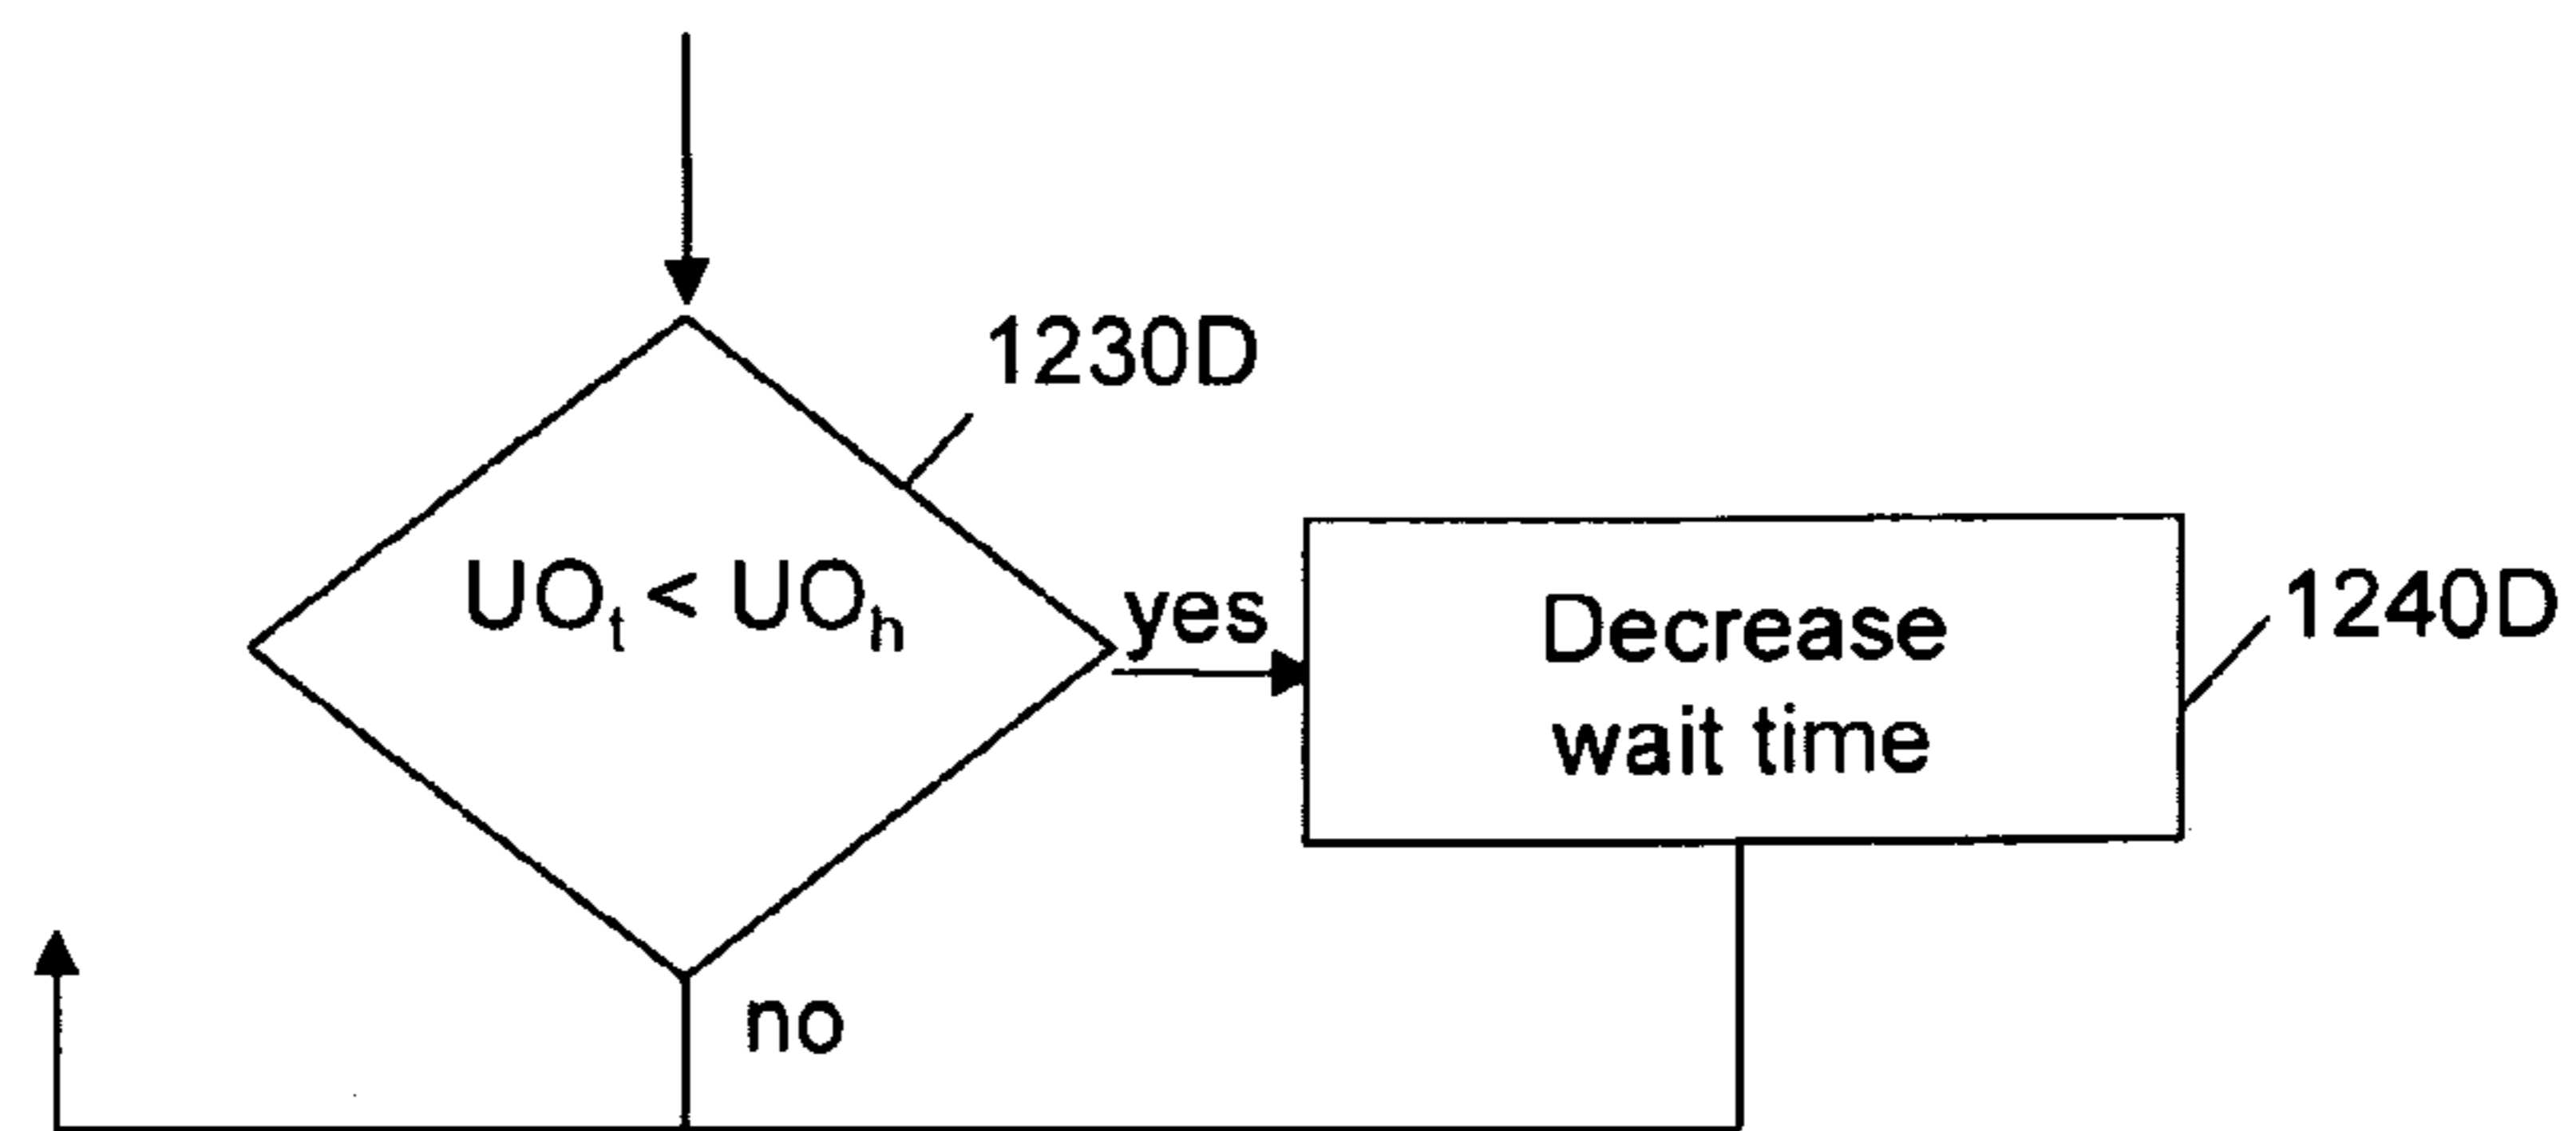 1230D
UOt < UOh
yes
Decrease
wait time
1240D
no